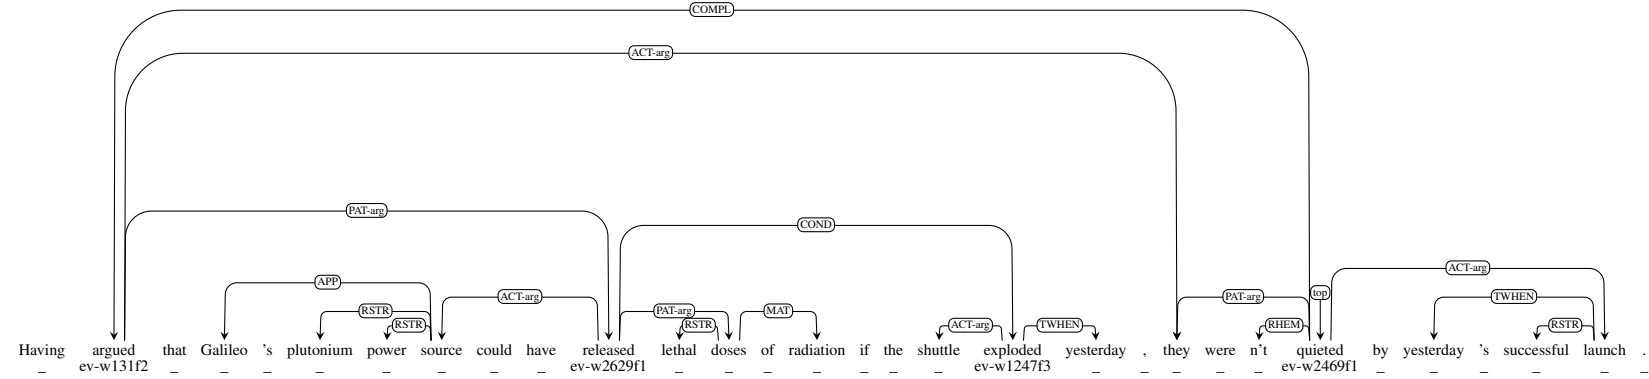 COMPL
ACT-arg
PAT-arg
COND
ACT-arg
APP
top
ACT-arg
PAT-arg
TWHEN
RSTR
PAT-arg
MAT
RSTR
RSTR
ACT-arg
TWHEN
RHEM
RSTR
Having argued that Galileo 's plutonium power source could have released lethal doses of radiation if the shuttle exploded yesterday , they were n't quieted by yesterday 's successful launch .
_ ev-w131f2 _ _ _ _ _ _ _ _ ev-w2629f1 _ _ _ _ _ _ _ ev-w1247f3 _ _ _ _ _ ev-w2469f1 _ _ _ _ _ _